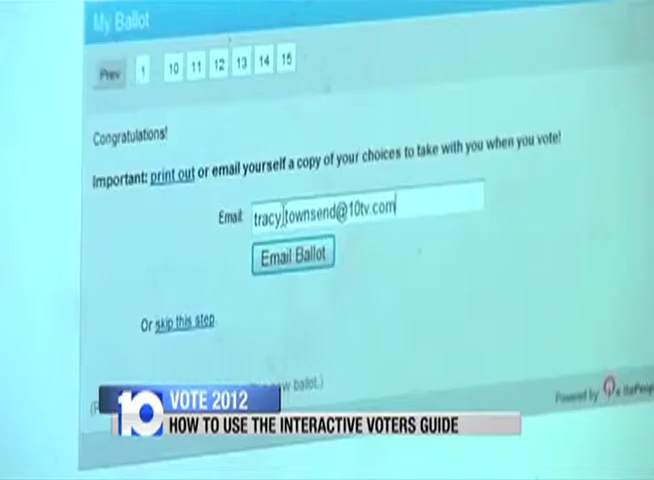 My Ballot
Prev 1 10 11 12 13 14 15
Congratulations!
Important: print out or email yourself a copy of your choices to take with you when you vote!
Email: tracy.townsend@10tv.com
Email Ballot
Or skip this step
new ballot.)
Powered by
10 VOTE 2012
HOW TO USE THE INTERACTIVE VOTERS GUIDE